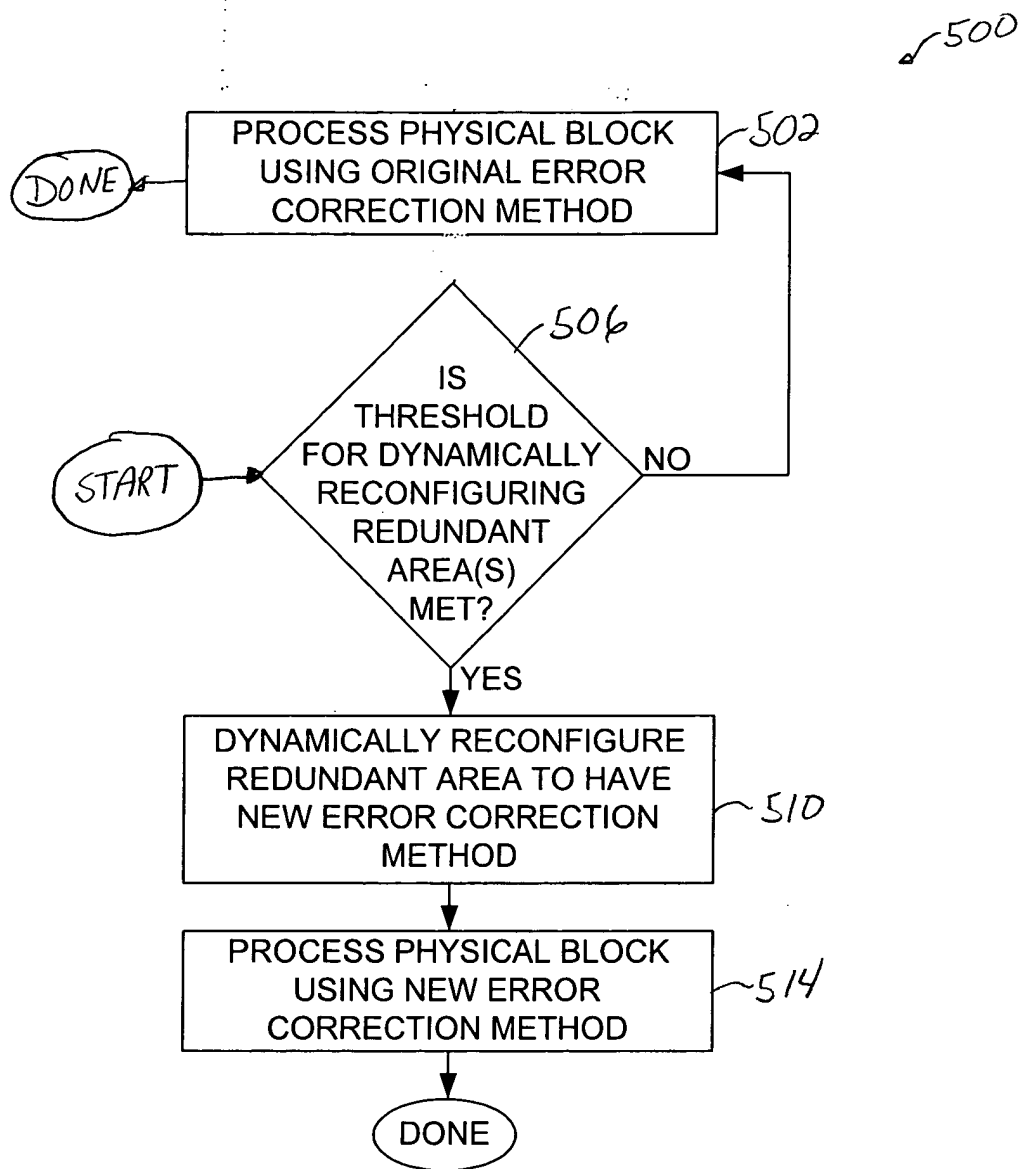 500
PROCESS PHYSICAL BLOCK
USING ORIGINAL ERROR
CORRECTION METHOD
502
DONE
506
IS
THRESHOLD
FOR DYNAMICALLY
RECONFIGURING
REDUNDANT
AREA(S)
MET?
START
NO
YES
DYNAMICALLY RECONFIGURE
REDUNDANT AREA TO HAVE
NEW ERROR CORRECTION
METHOD
510
PROCESS PHYSICAL BLOCK
USING NEW ERROR
CORRECTION METHOD
514
DONE